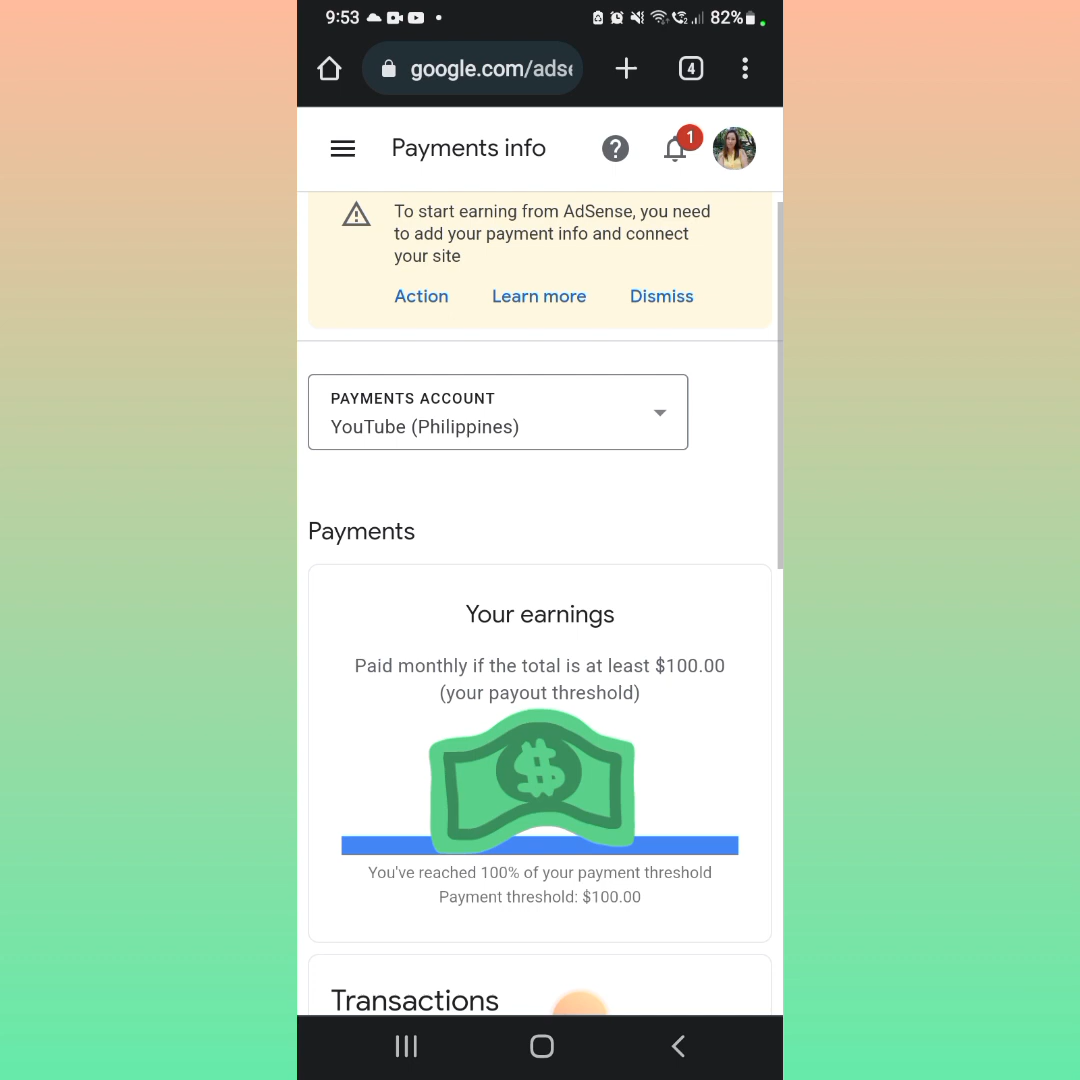 9:53
82%
google.com/adse
4
Payments info
1
To start earning from AdSense, you need
to add your payment info and connect
your site
Action Learn more Dismiss
PAYMENTS ACCOUNT
YouTube (Philippines)
Payments
Your earnings
Paid monthly if the total is at least $100.00
(your payout threshold)
$
You've reached 100% of your payment threshold
Payment threshold: $100.00
Transactions